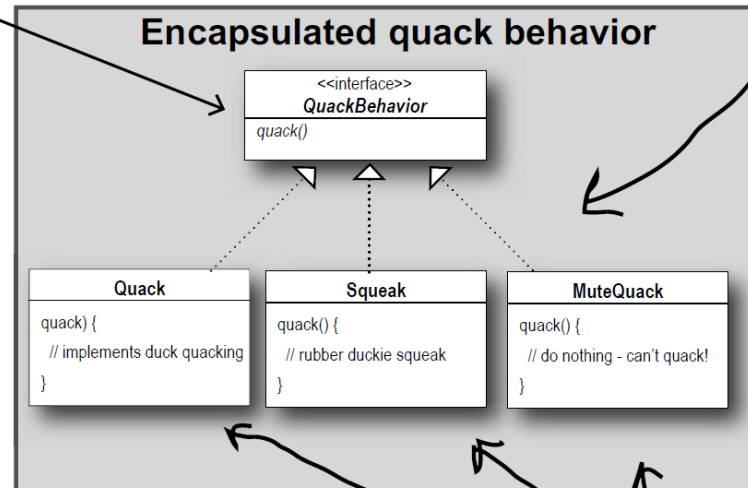 Encapsulated quack behavior
<<interface>>
QuackBehavior
quack()
Quack
quack) {
// implements duck quacking
}
Squeak
quack() {
// rubber duckie squeak
}
MuteQuack
quack() {
// do nothing - can't quack!
}